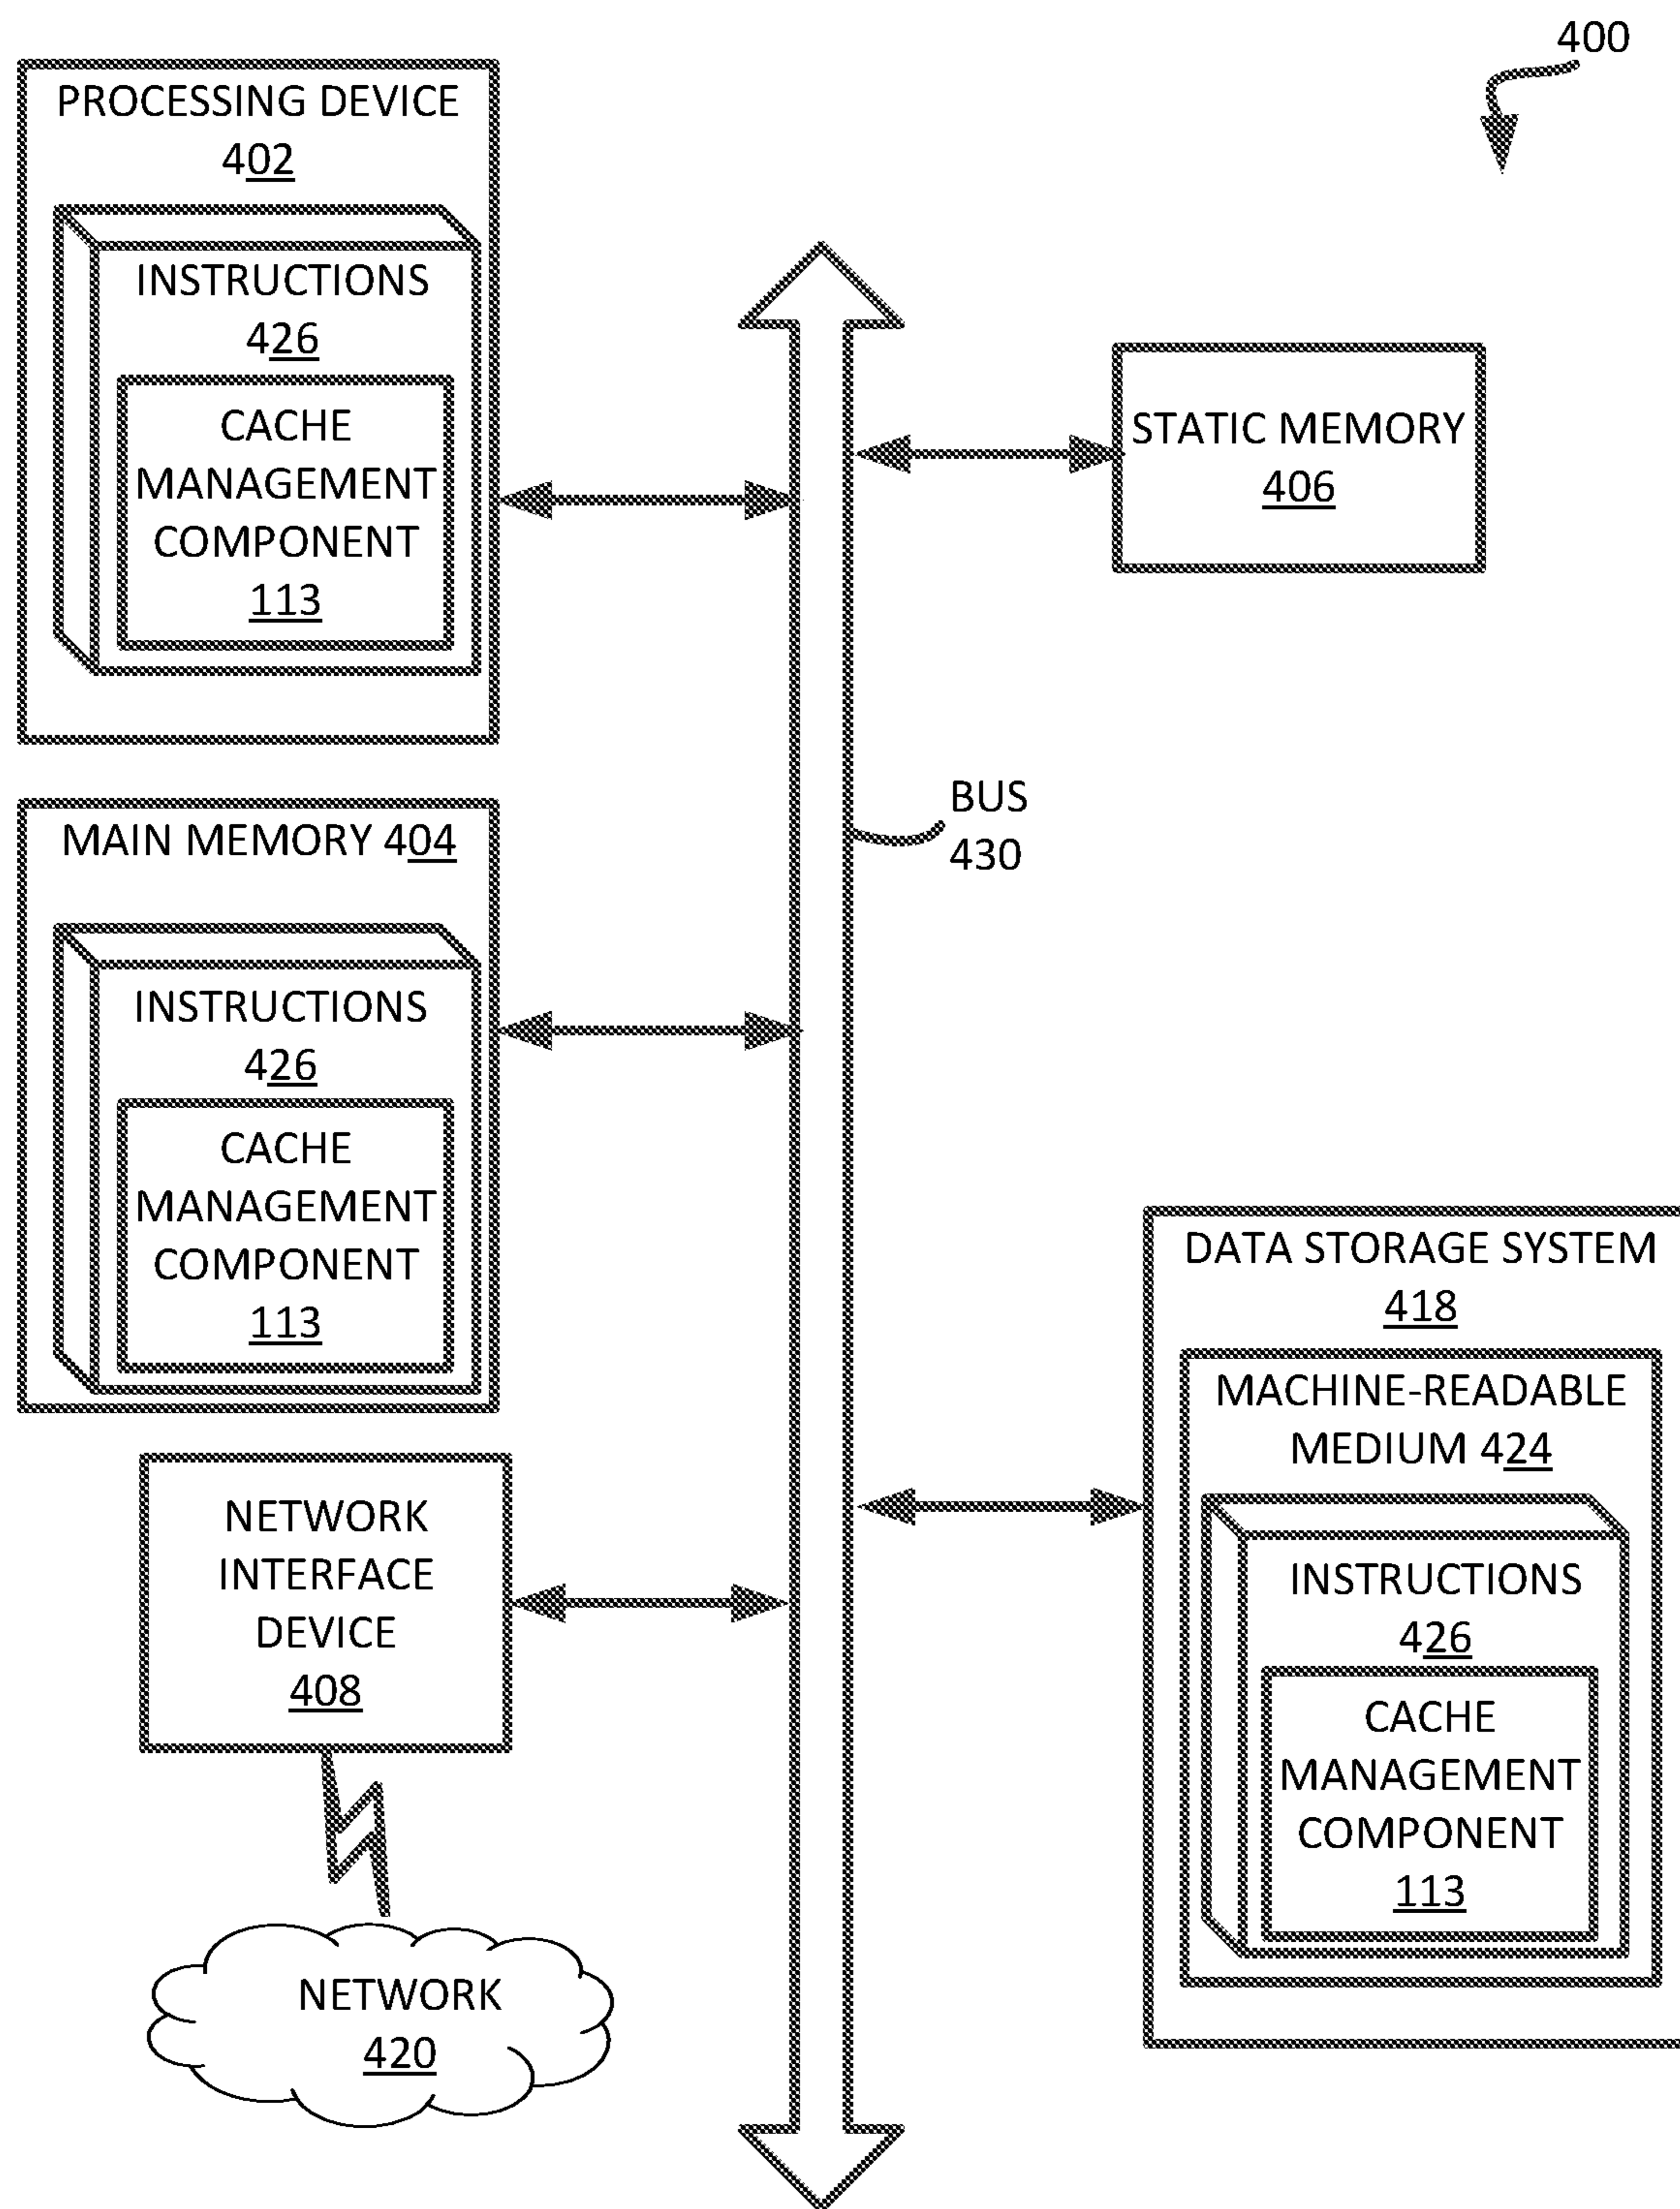 400
PROCESSING DEVICE
402
INSTRUCTIONS
426
CACHE
MANAGEMENT
COMPONENT
113
STATIC MEMORY
406
BUS
430
MAIN MEMORY 404
INSTRUCTIONS
426
CACHE
MANAGEMENT
COMPONENT
113
DATA STORAGE SYSTEM
418
MACHINE-READABLE
MEDIUM 424
INSTRUCTIONS
426
CACHE
MANAGEMENT
COMPONENT
113
NETWORK
INTERFACE
DEVICE
408
NETWORK
420